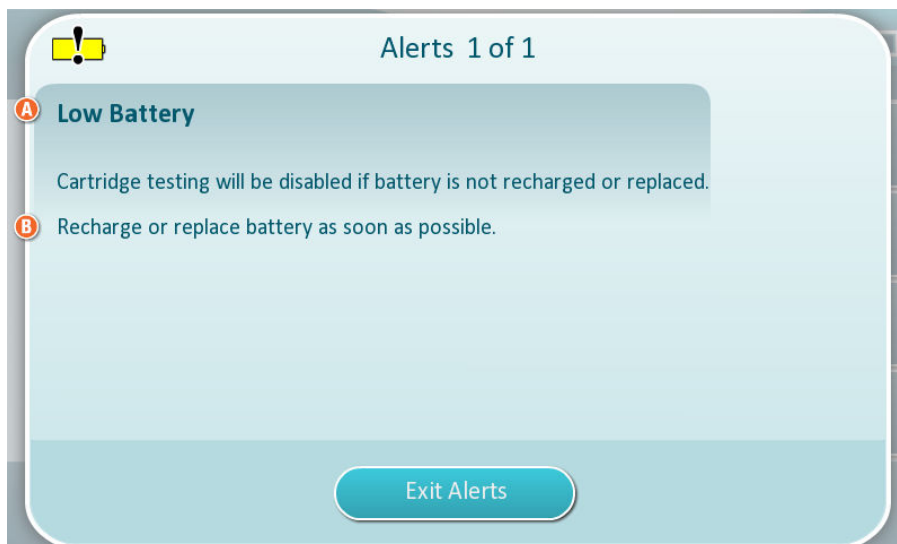 Alerts 1 of 1
A Low Battery
Cartridge testing will be disabled if battery is not recharged or replaced.
B Recharge or replace battery as soon as possible.
Exit Alerts